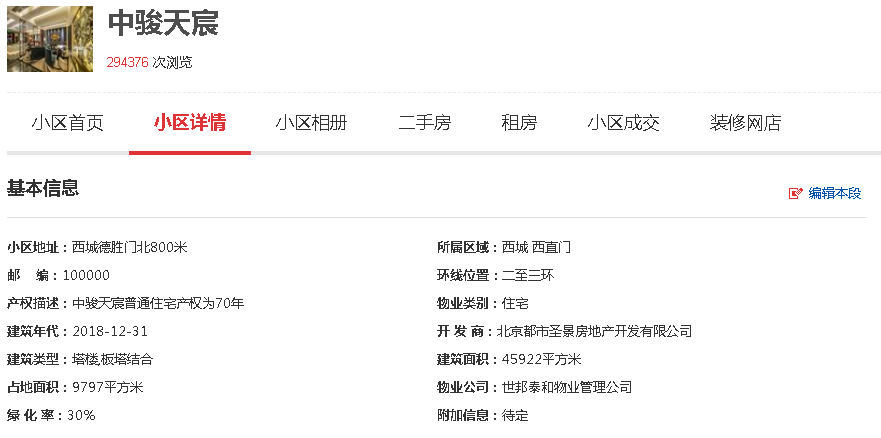 中骏天宸
294376 次浏览
小区首页 小区详情 小区相册 二手房 租房 小区成交 装修网店
基本信息 编辑本段
小区地址：西城德胜门北800米 所属区域：西城 西直门
邮 编：100000 环线位置：二至三环
产权描述：中骏天宸普通住宅产权为70年 物业类别：住宅
建筑年代：2018-12-31 开 发 商：北京都市圣景房地产开发有限公司
建筑类型：塔楼,板塔结合 建筑面积：45922平方米
占地面积：9797平方米 物业公司：世邦泰和物业管理公司
绿 化 率：30% 附加信息：待定